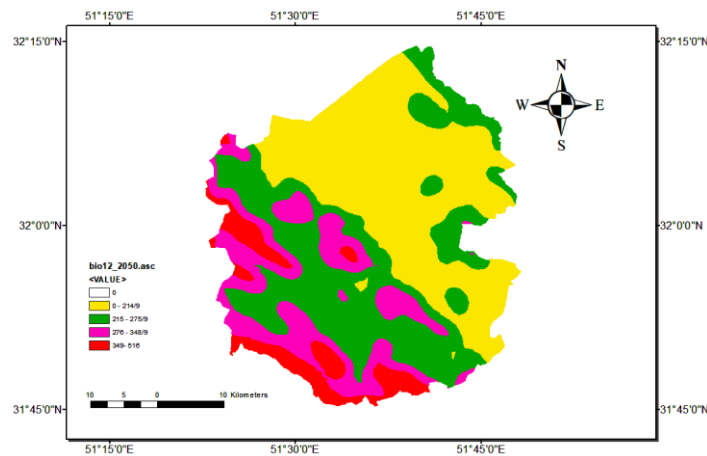 51°15'0"E 51°30'0"E 51°45'0"E
32°15'0"N 32°15'0"N
N
W E
S
32°0'0"N 32°0'0"N
bio12_2050.asc
<VALUE>
0
0 - 214/9
215 - 275/9
276 - 348/9
349- 516
10 5 0 10 Kilometers
31°45'0"N 31°45'0"N
51°15'0"E 51°30'0"E 51°45'0"E